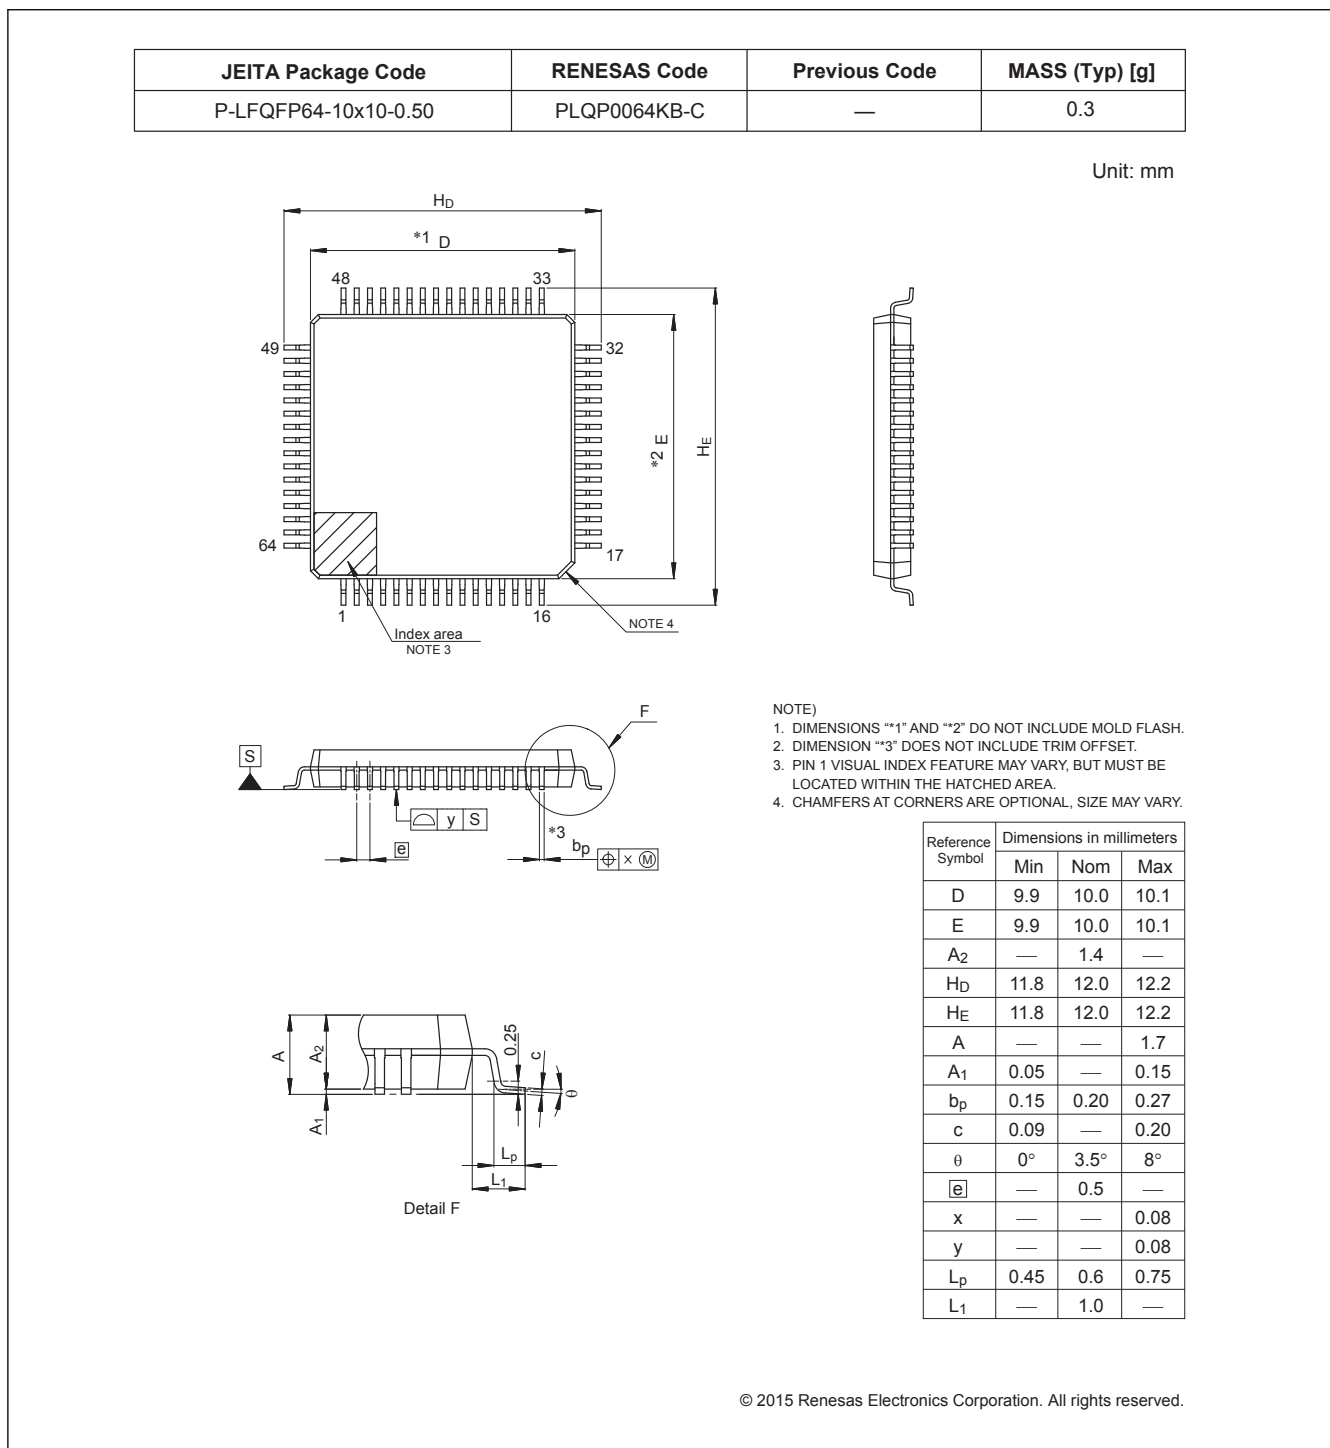 JEITA Package Code RENESAS Code Previous Code MASS (Typ) [g]
P-LFQFP64-10x10-0.50 PLQP0064KB-C — 0.3
Unit: mm
HD
*1 D
48 33
49 32
*2 E
HE
64 17
1 16
Index area
NOTE 3
NOTE 4
F
S
y S
e
*3
bp
× Ⓜ
NOTE)
1. DIMENSIONS “*1” AND “*2” DO NOT INCLUDE MOLD FLASH.
2. DIMENSION “*3” DOES NOT INCLUDE TRIM OFFSET.
3. PIN 1 VISUAL INDEX FEATURE MAY VARY, BUT MUST BE
LOCATED WITHIN THE HATCHED AREA.
4. CHAMFERS AT CORNERS ARE OPTIONAL, SIZE MAY VARY.
Reference Symbol Dimensions in millimeters
Min Nom Max
D 9.9 10.0 10.1
E 9.9 10.0 10.1
A2 — 1.4 —
HD 11.8 12.0 12.2
HE 11.8 12.0 12.2
A — — 1.7
A1 0.05 — 0.15
bp 0.15 0.20 0.27
c 0.09 — 0.20
θ 0° 3.5° 8°
e — 0.5 —
x — — 0.08
y — — 0.08
Lp 0.45 0.6 0.75
L1 — 1.0 —
A
A2
A1
0.25
c
θ
Lp
L1
Detail F
© 2015 Renesas Electronics Corporation. All rights reserved.